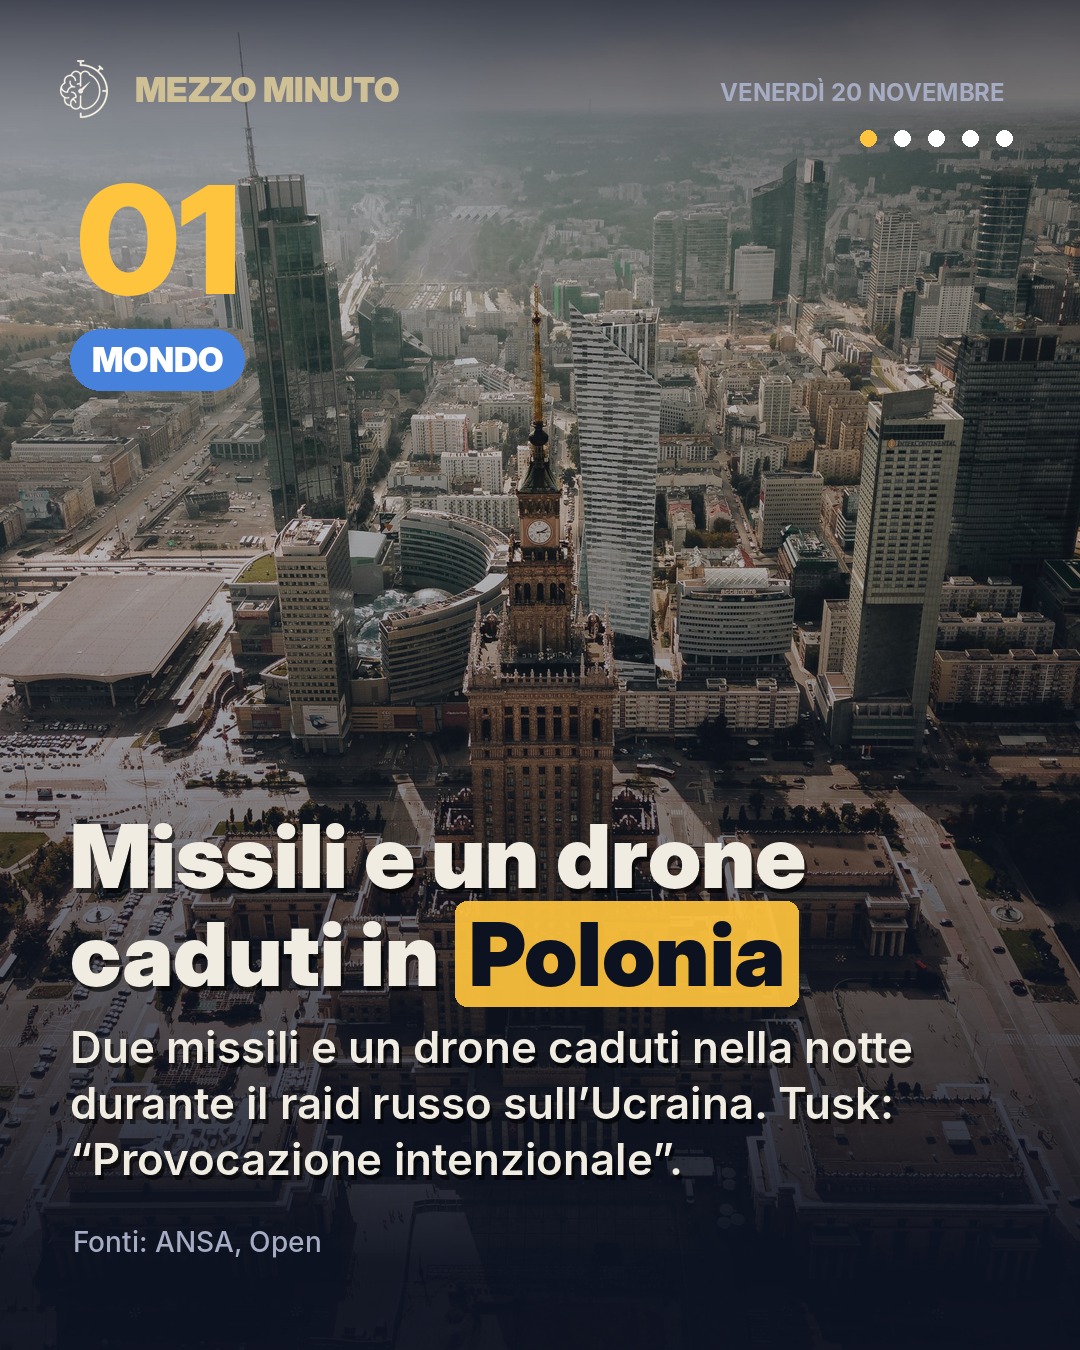 MEZZO MINUTO
VENERDÌ 20 NOVEMBRE
01
MONDO
Missili e un drone
caduti in Polonia
Due missili e un drone caduti nella notte
durante il raid russo sull’Ucraina. Tusk:
“Provocazione intenzionale”.
Fonti: ANSA, Open